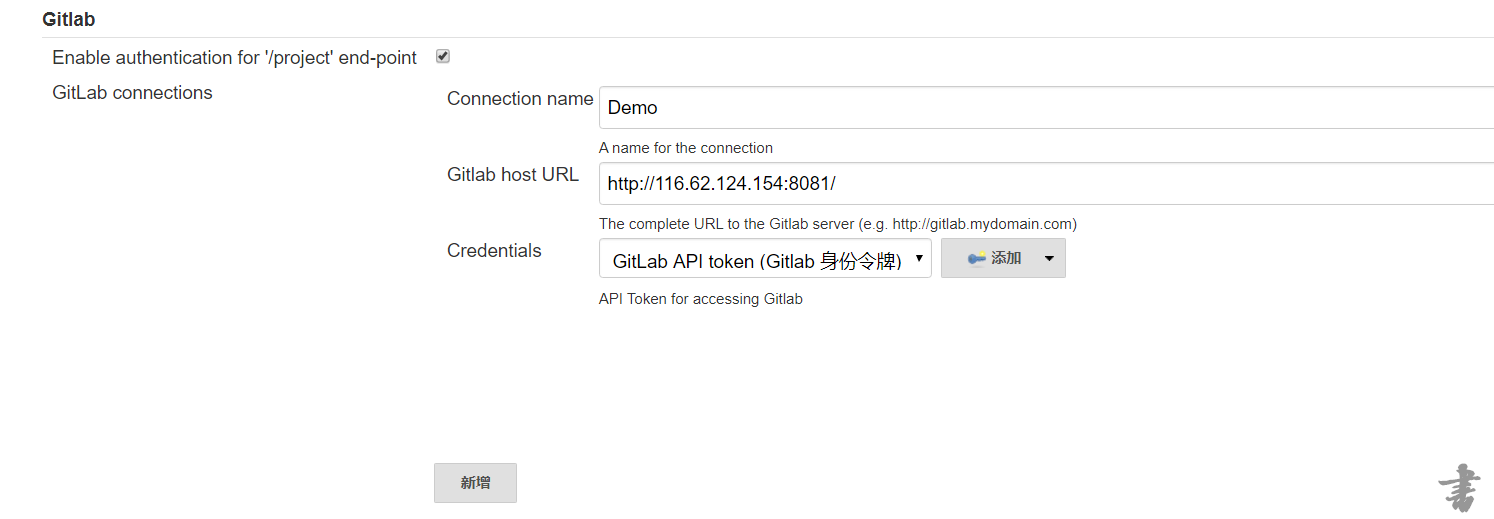 Gitlab
Enable authentication for '/project' end-point
GitLab connections
Connection name
Demo
A name for the connection
Gitlab host URL
http://116.62.124.154:8081/
The complete URL to the Gitlab server (e.g. http://gitlab.mydomain.com)
Credentials
GitLab API token (Gitlab 身份令牌)
添加
API Token for accessing Gitlab
新增
書